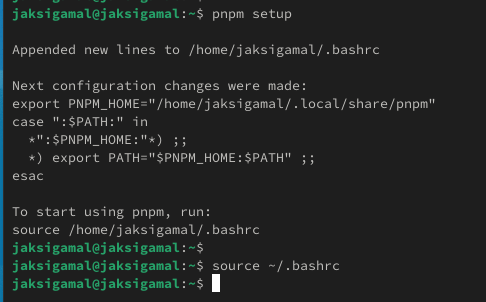 jaksigamal@jaksigamal:~$ pnpm setup
Appended new lines to /home/jaksigamal/.bashrc
Next configuration changes were made:
export PNPM_HOME="/home/jaksigamal/.local/share/pnpm"
case ":$PATH:" in
  *":$PNPM_HOME:"*) ;;
  *) export PATH="$PNPM_HOME:$PATH" ;;
esac
To start using pnpm, run:
source /home/jaksigamal/.bashrc
jaksigamal@jaksigamal:~$
jaksigamal@jaksigamal:~$ source ~/.bashrc
jaksigamal@jaksigamal:~$